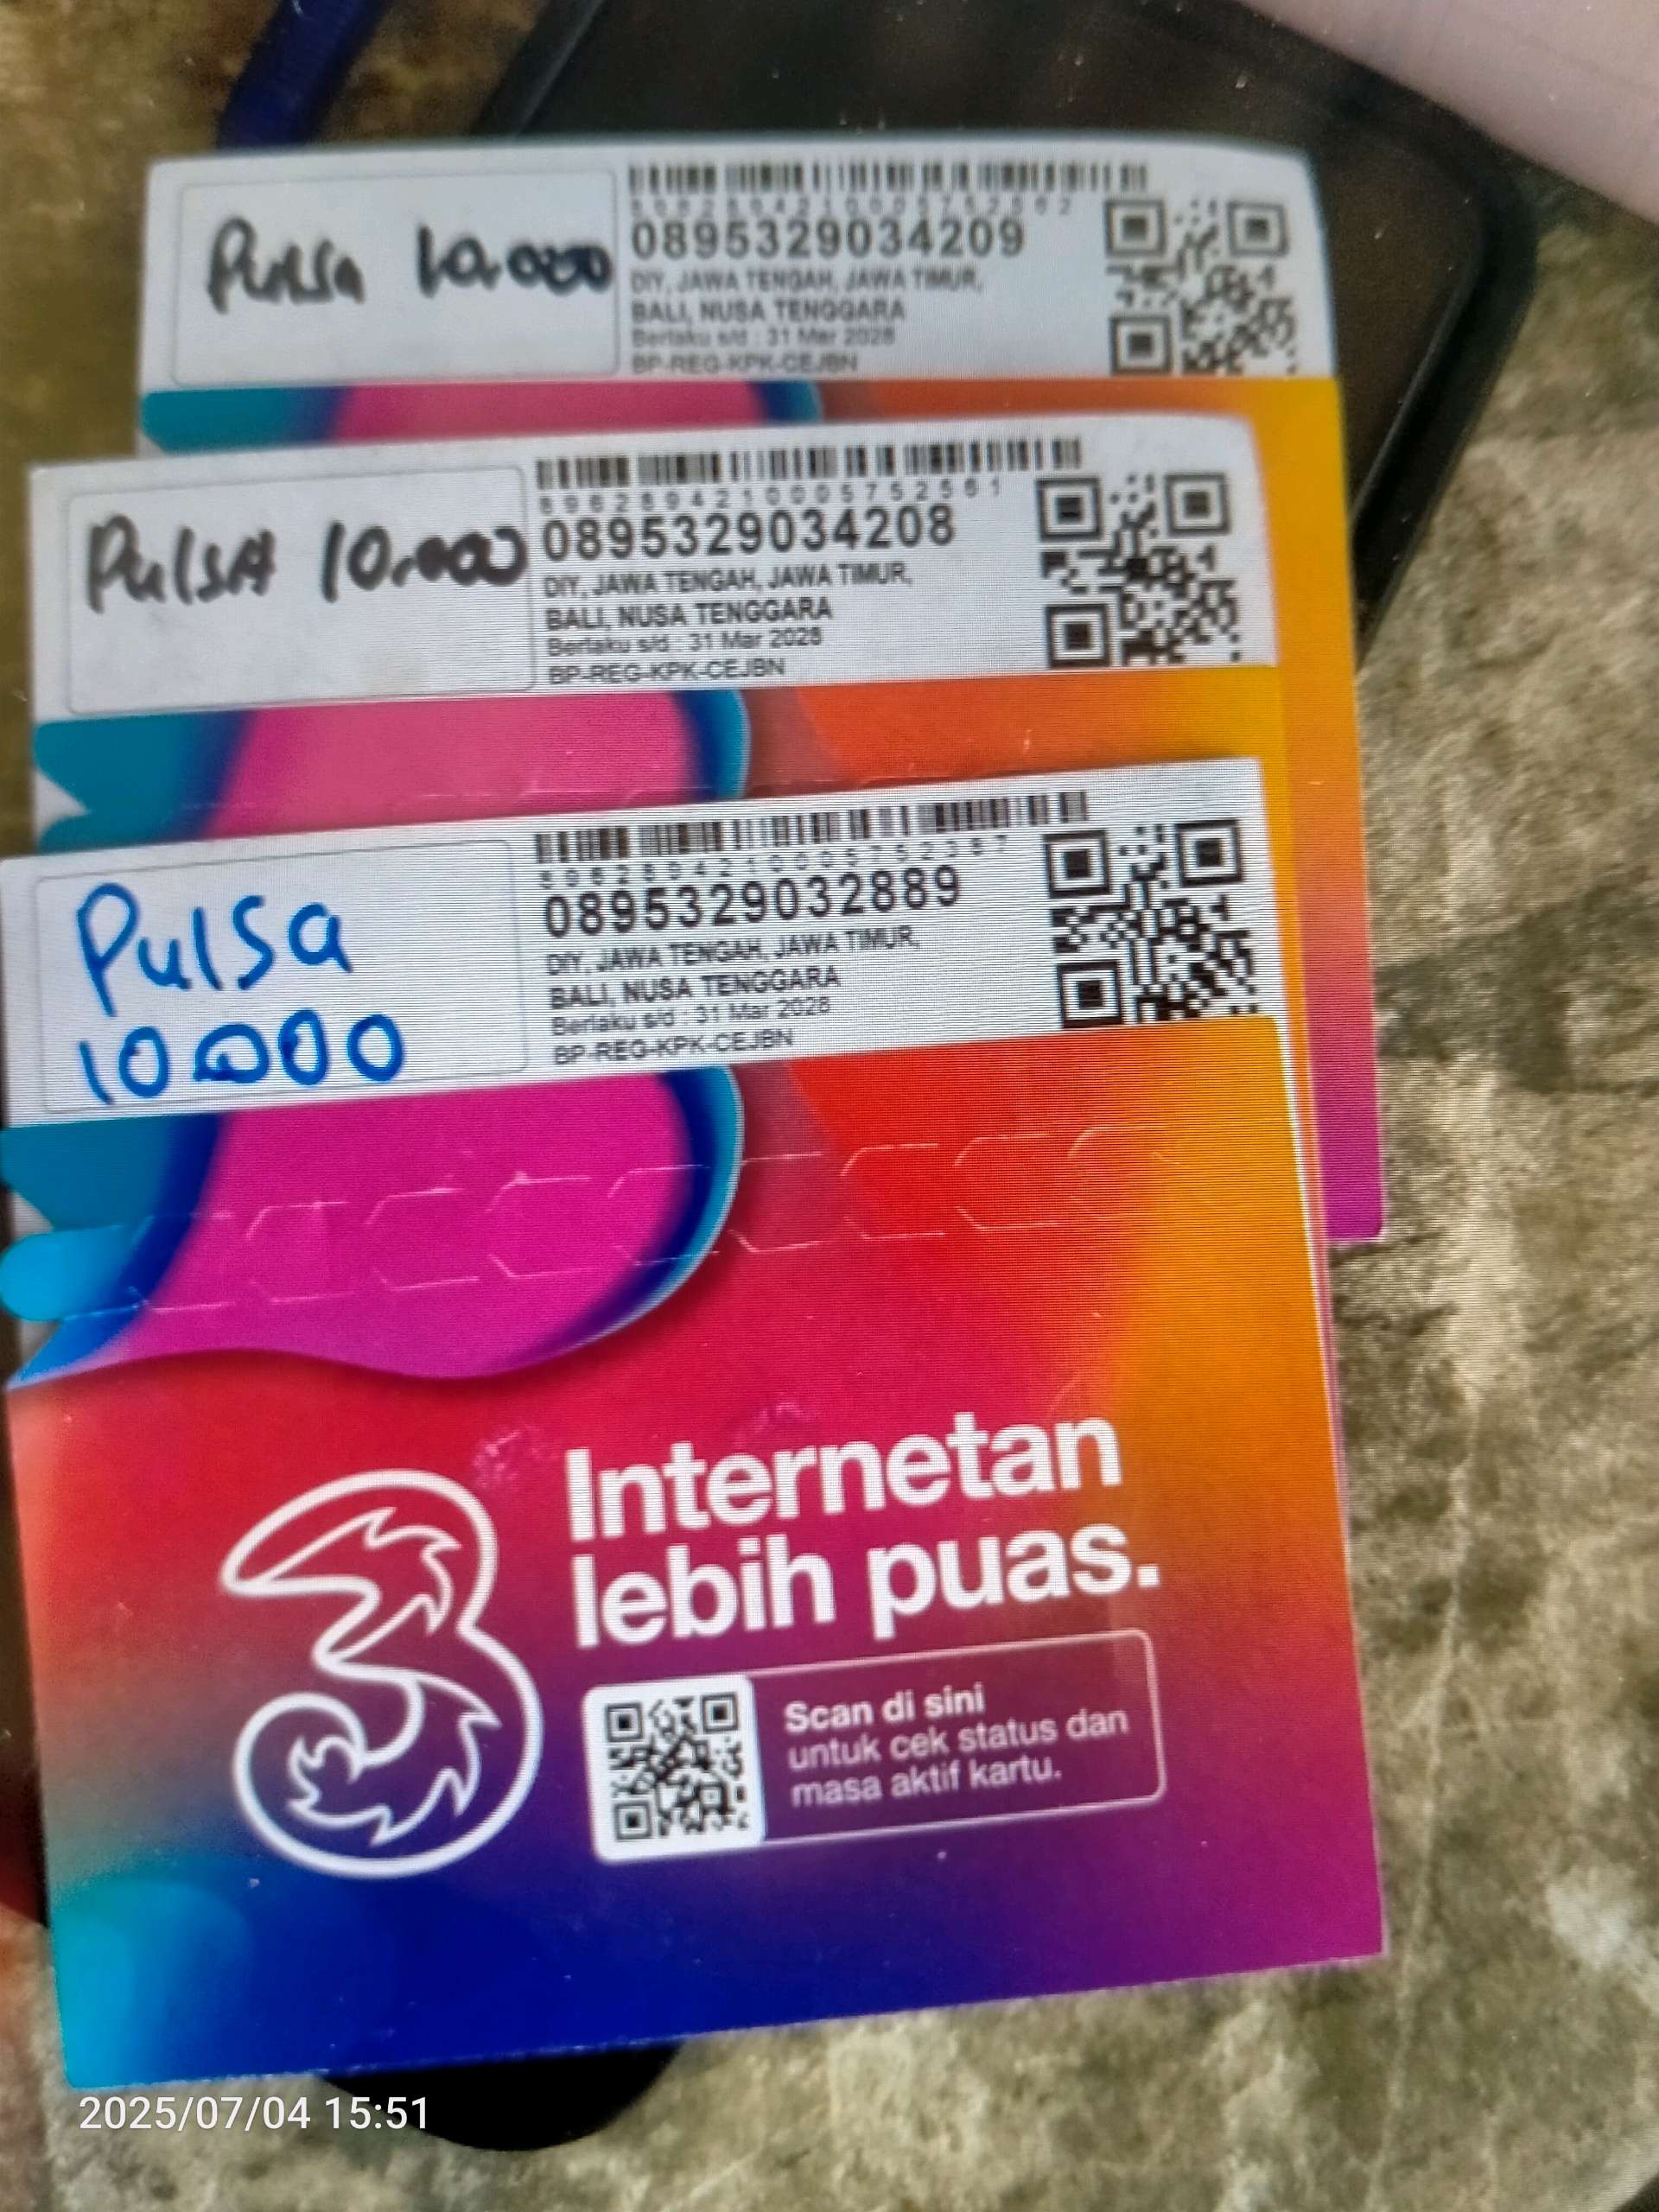 Pulsa 10.000
8962894210005752562
0895329034209
DIY, JAWA TENGAH, JAWA TIMUR,
BALI, NUSA TENGGARA
Berlaku s/d : 31 Mar 2028
BP-REG-KPK-CEJBN
PulsA 10.000
8962894210005752561
0895329034208
DIY, JAWA TENGAH, JAWA TIMUR,
BALI, NUSA TENGGARA
Berlaku s/d : 31 Mar 2028
BP-REG-KPK-CEJBN
Pulsa
10.000
8962894210005752387
0895329032889
DIY, JAWA TENGAH, JAWA TIMUR,
BALI, NUSA TENGGARA
Berlaku s/d : 31 Mar 2028
BP-REG-KPK-CEJBN
3
Internetan
lebih puas.
Scan di sini
untuk cek status dan
masa aktif kartu.
2025/07/04 15:51